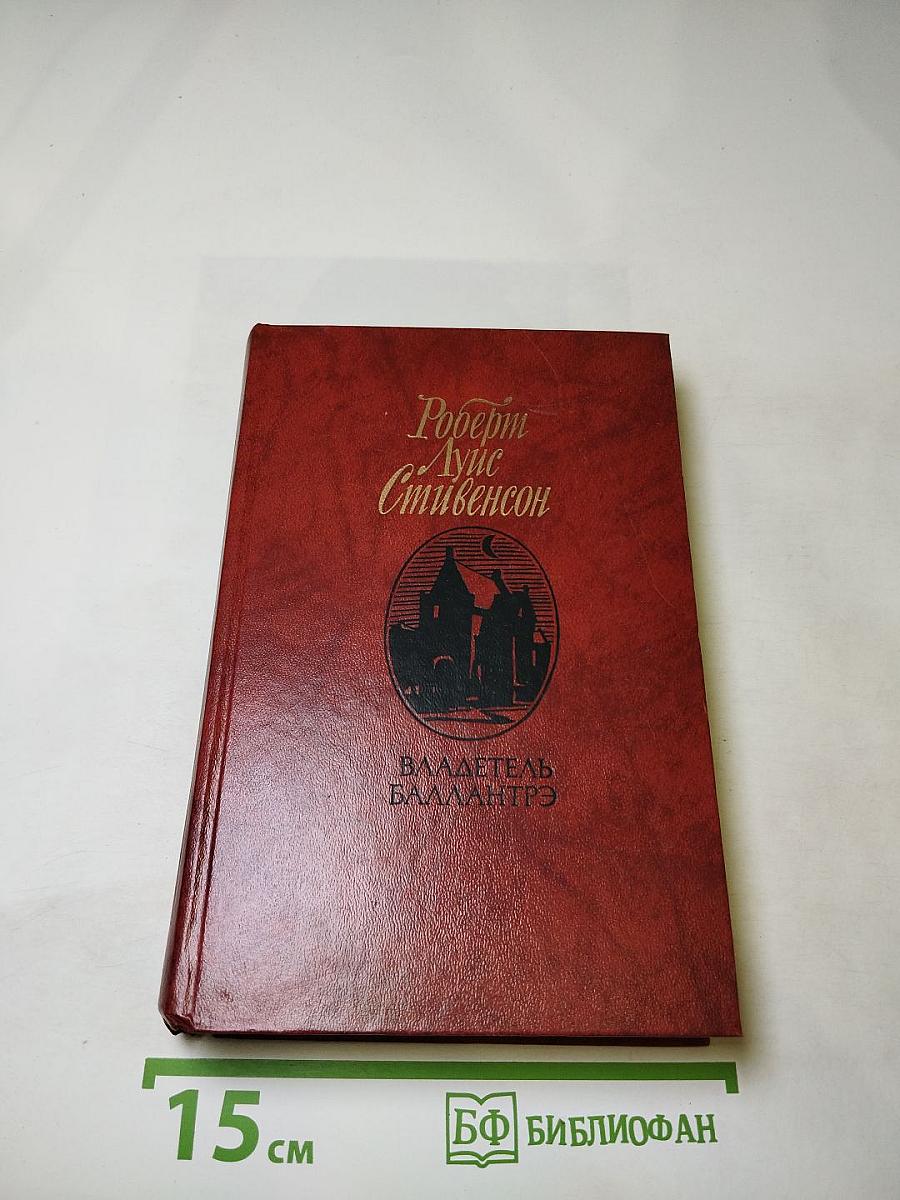 Роберт
Луис
Стивенсон
ВЛАДЕТЕЛЬ
БАЛЛАНТРЭ
15 см
БФ БИБЛИОФАН